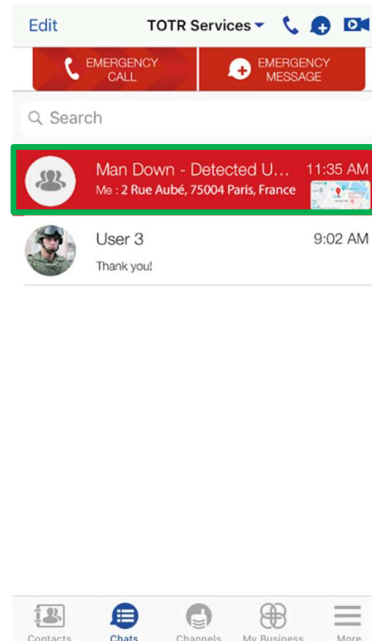 Edit TOTR Services
EMERGENCY CALL
EMERGENCY MESSAGE
Search
Man Down - Detected U... 11:35 AM
Me : 2 Rue Aubé, 75004 Paris, France
User 3 9:02 AM
Thank you!
Contacts Chats Channels My Business More